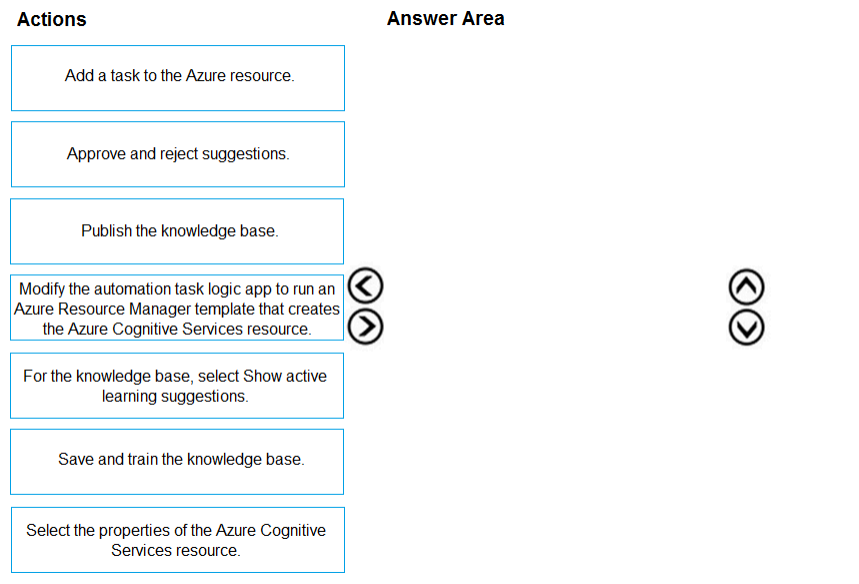 Actions
Answer Area
Add a task to the Azure resource.
Approve and reject suggestions.
Publish the knowledge base.
Modify the automation task logic app to run an
Azure Resource Manager template that creates
the Azure Cognitive Services resource.
For the knowledge base, select Show active
learning suggestions.
Save and train the knowledge base.
Select the properties of the Azure Cognitive
Services resource.